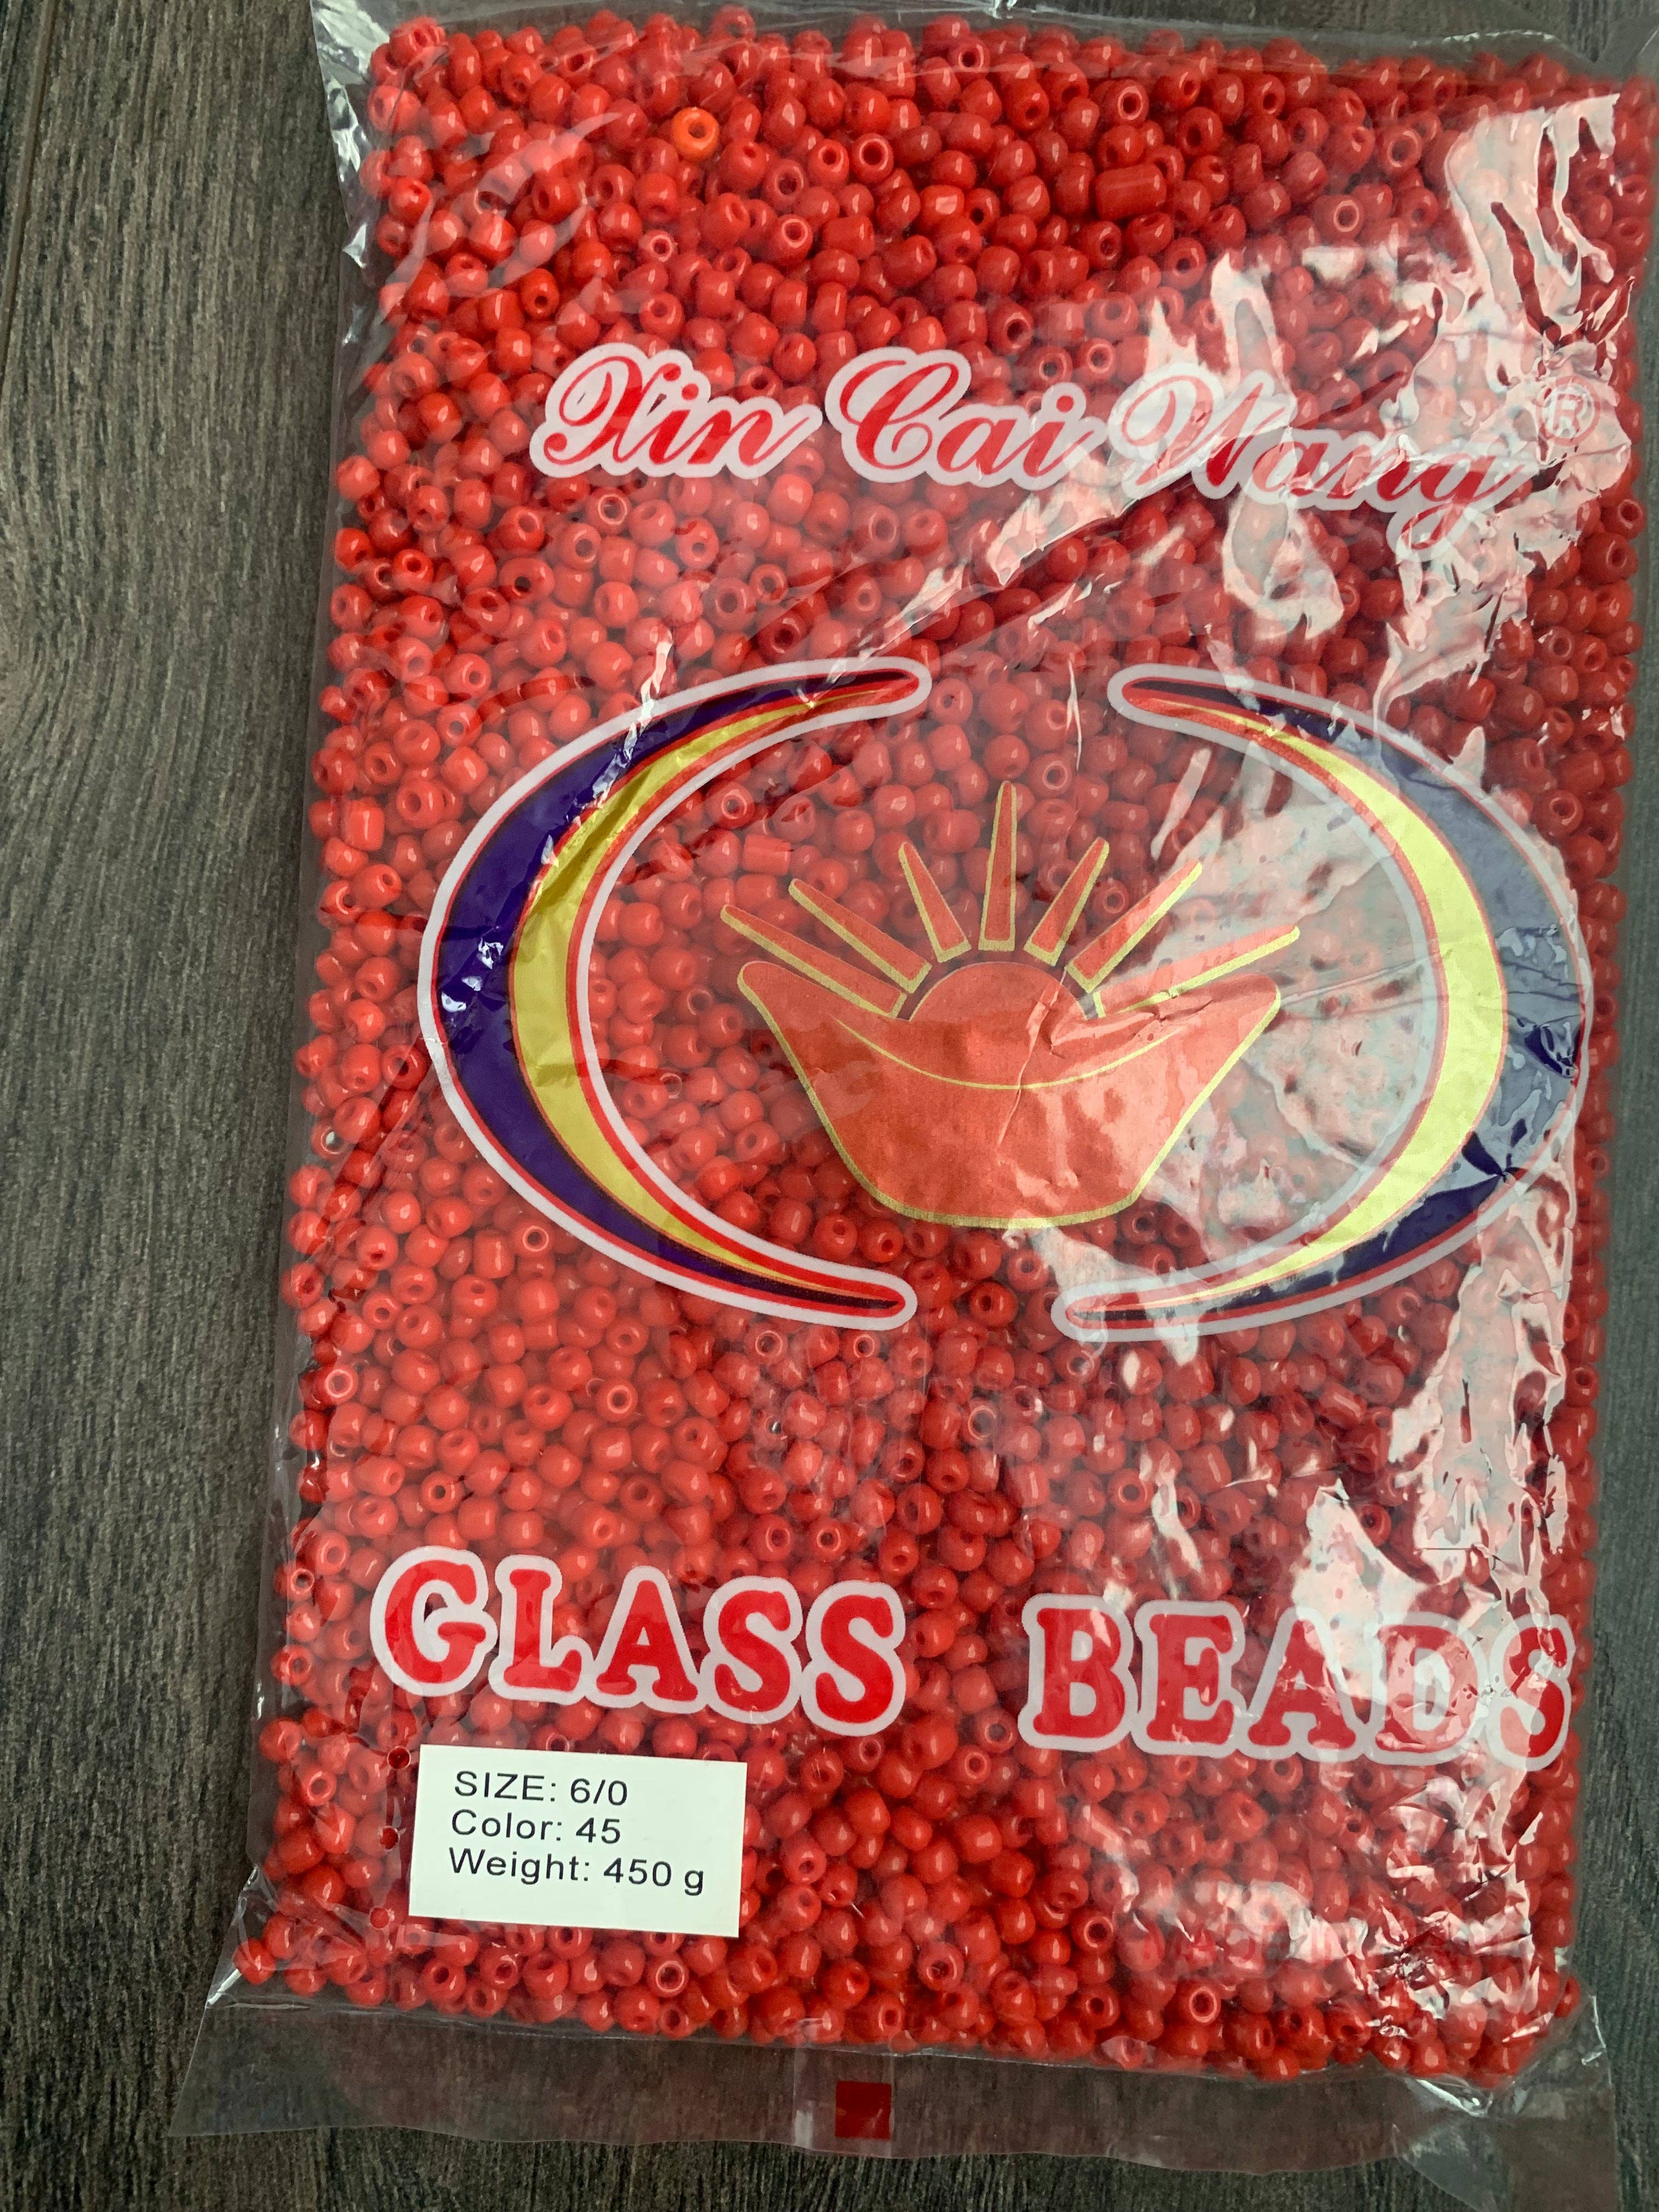 Xin Cai Wang ®
GLASS BEADS
SIZE: 6/0
Color: 45
Weight: 450 g